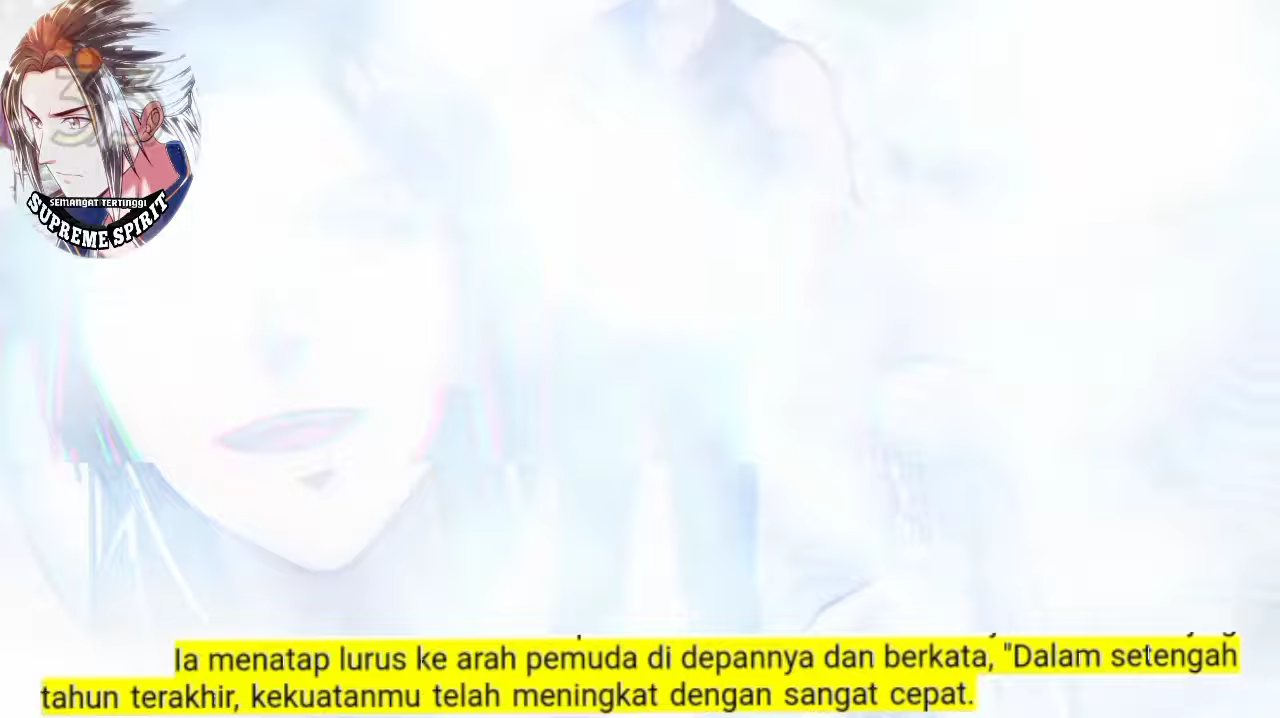 SEMANGAT TERTINGGI
SUPREME SPIRIT
Ia menatap lurus ke arah pemuda di depannya dan berkata, "Dalam setengah
tahun terakhir, kekuatanmu telah meningkat dengan sangat cepat.